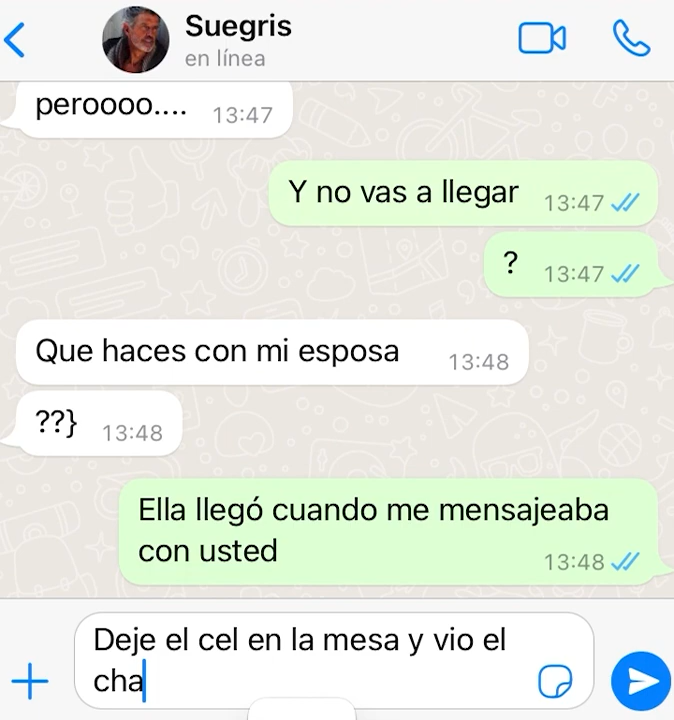 Suegris
en línea
peroooo.... 13:47
Y no vas a llegar 13:47
? 13:47
Que haces con mi esposa 13:48
??} 13:48
Ella llegó cuando me mensajeaba
con usted 13:48
Deje el cel en la mesa y vio el
cha